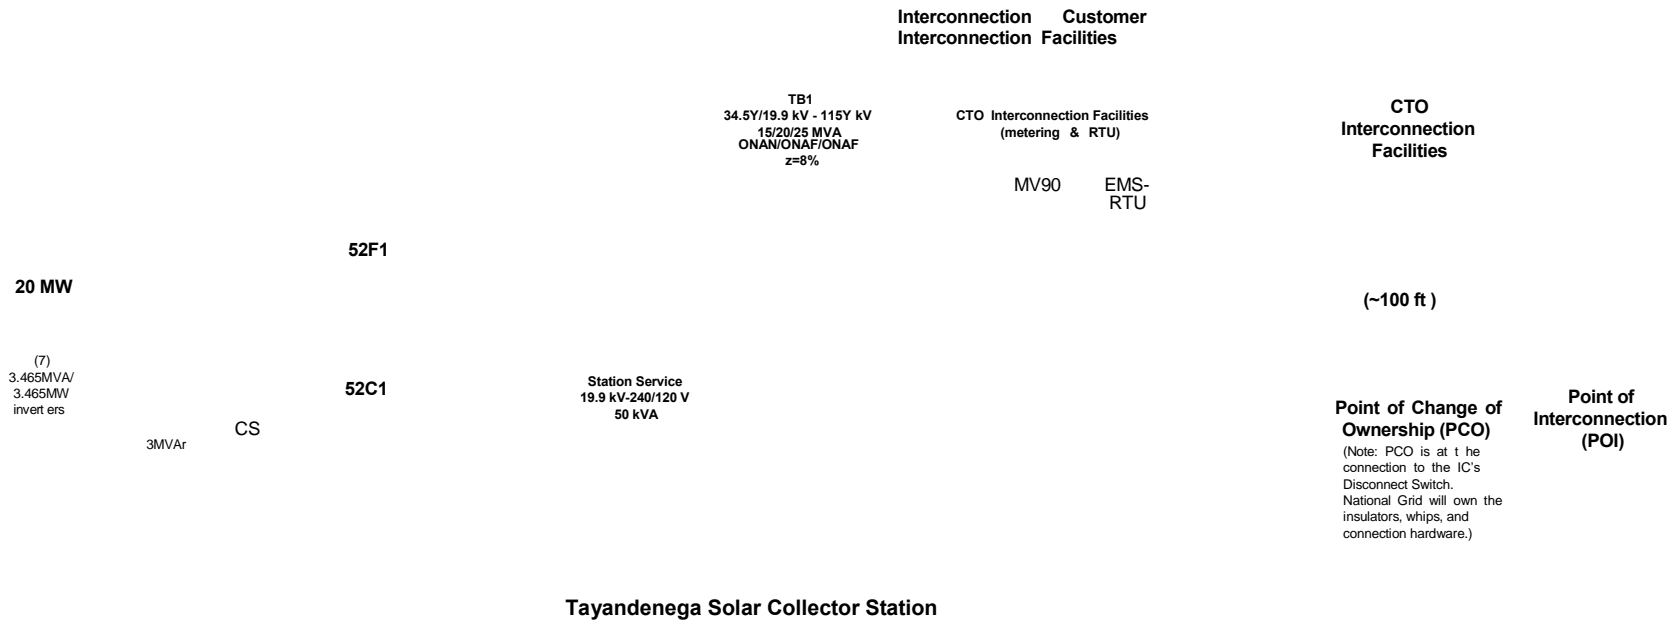 Interconnection Customer
Interconnection Facilities
TB1
34.5Y/19.9 kV - 115Y kV
15/20/25 MVA
ONAN/ONAF/ONAF
z=8%
CTO Interconnection Facilities
(metering & RTU)
CTO
Interconnection
Facilities
MV90
EMS-
RTU
52F1
20 MW
(~100 ft )
(7)
3.465MVA/
3.465MW
invert ers
52C1
CS
3MVAr
Station Service
19.9 kV-240/120 V
50 kVA
Point of Change of
Ownership (PCO)
(Note: PCO is at t he
connection to the IC's
Disconnect Switch.
National Grid will own the
insulators, whips, and
connection hardware.)
Point of
Interconnection
(POI)
Tayandenega Solar Collector Station